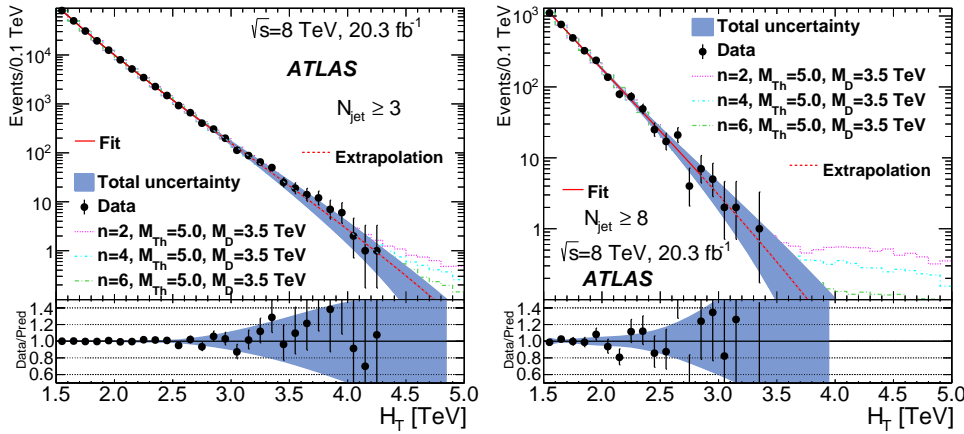 √s=8 TeV, 20.3 fb⁻¹
ATLAS
N_jet ≥ 3
Fit
Extrapolation
Total uncertainty
Data
n=2, M_Th=5.0, M_D=3.5 TeV
n=4, M_Th=5.0, M_D=3.5 TeV
n=6, M_Th=5.0, M_D=3.5 TeV
Events/0.1 TeV
10⁴
10³
10²
10
1
Data/Pred
1.4
1.2
1.0
0.8
0.6
1.5 2.0 2.5 3.0 3.5 4.0 4.5 5.0
H_T [TeV]
Total uncertainty
Data
n=2, M_Th=5.0, M_D=3.5 TeV
n=4, M_Th=5.0, M_D=3.5 TeV
n=6, M_Th=5.0, M_D=3.5 TeV
Extrapolation
Fit
N_jet ≥ 8
√s=8 TeV, 20.3 fb⁻¹
ATLAS
Events/0.1 TeV
10³
10²
10
1
Data/Pred
1.4
1.2
1.0
0.8
0.6
1.5 2.0 2.5 3.0 3.5 4.0 4.5 5.0
H_T [TeV]